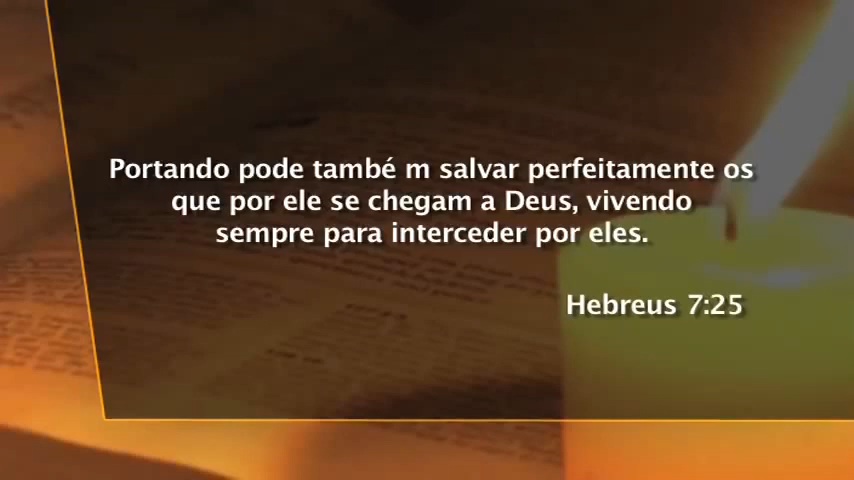 Portando pode també m salvar perfeitamente os
que por ele se chegam a Deus, vivendo
sempre para interceder por eles.
Hebreus 7:25